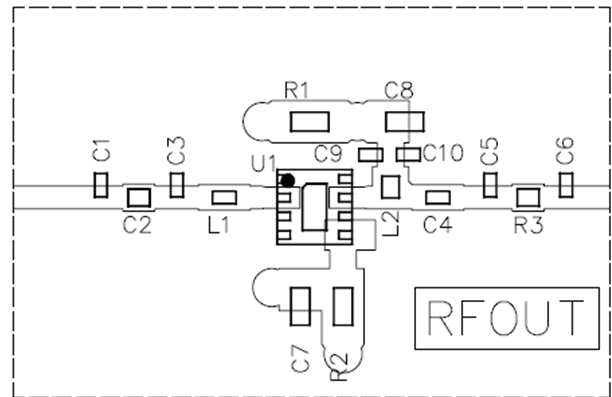 R1 C8
U1 C9 C10
C1 C3 C5 C6
C2 L1 L2 C4 R3
C7 R2
RFOUT